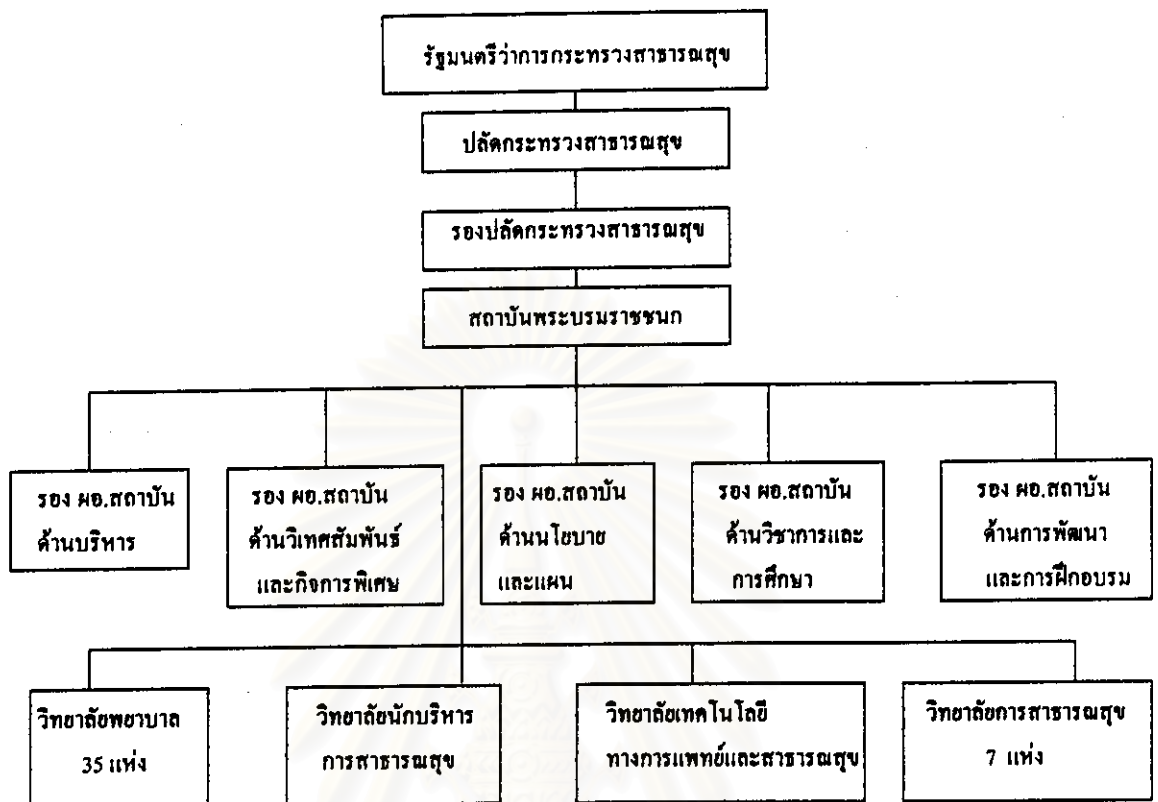 รัฐมนตรีว่าการกระทรวงสาธารณสุข
ปลัดกระทรวงสาธารณสุข
รองปลัดกระทรวงสาธารณสุข
สถาบันพระบรมราชชนก
รอง ผอ.สถาบัน
ด้านบริหาร
รอง ผอ.สถาบัน
ด้านวิเทศสัมพันธ์
และกิจการพิเศษ
รอง ผอ.สถาบัน
ด้านนโยบาย
และแผน
รอง ผอ.สถาบัน
ด้านวิชาการและ
การศึกษา
รอง ผอ.สถาบัน
ด้านการพัฒนา
และการฝึกอบรม
วิทยาลัยพยาบาล
35 แห่ง
วิทยาลัยนักบริหาร
การสาธารณสุข
วิทยาลัยเทคโนโลยี
ทางการแพทย์และสาธารณสุข
วิทยาลัยการสาธารณสุข
7 แห่ง